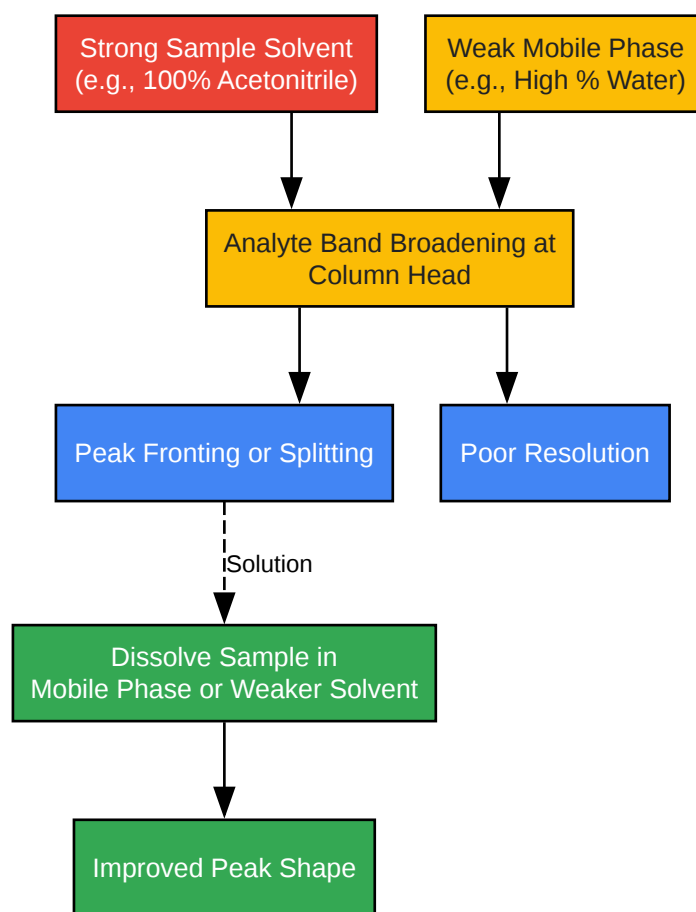 Strong Sample Solvent
(e.g., 100% Acetonitrile)
Weak Mobile Phase
(e.g., High % Water)
Analyte Band Broadening at
Column Head
Peak Fronting or Splitting
Poor Resolution
Solution
Dissolve Sample in
Mobile Phase or Weaker Solvent
Improved Peak Shape